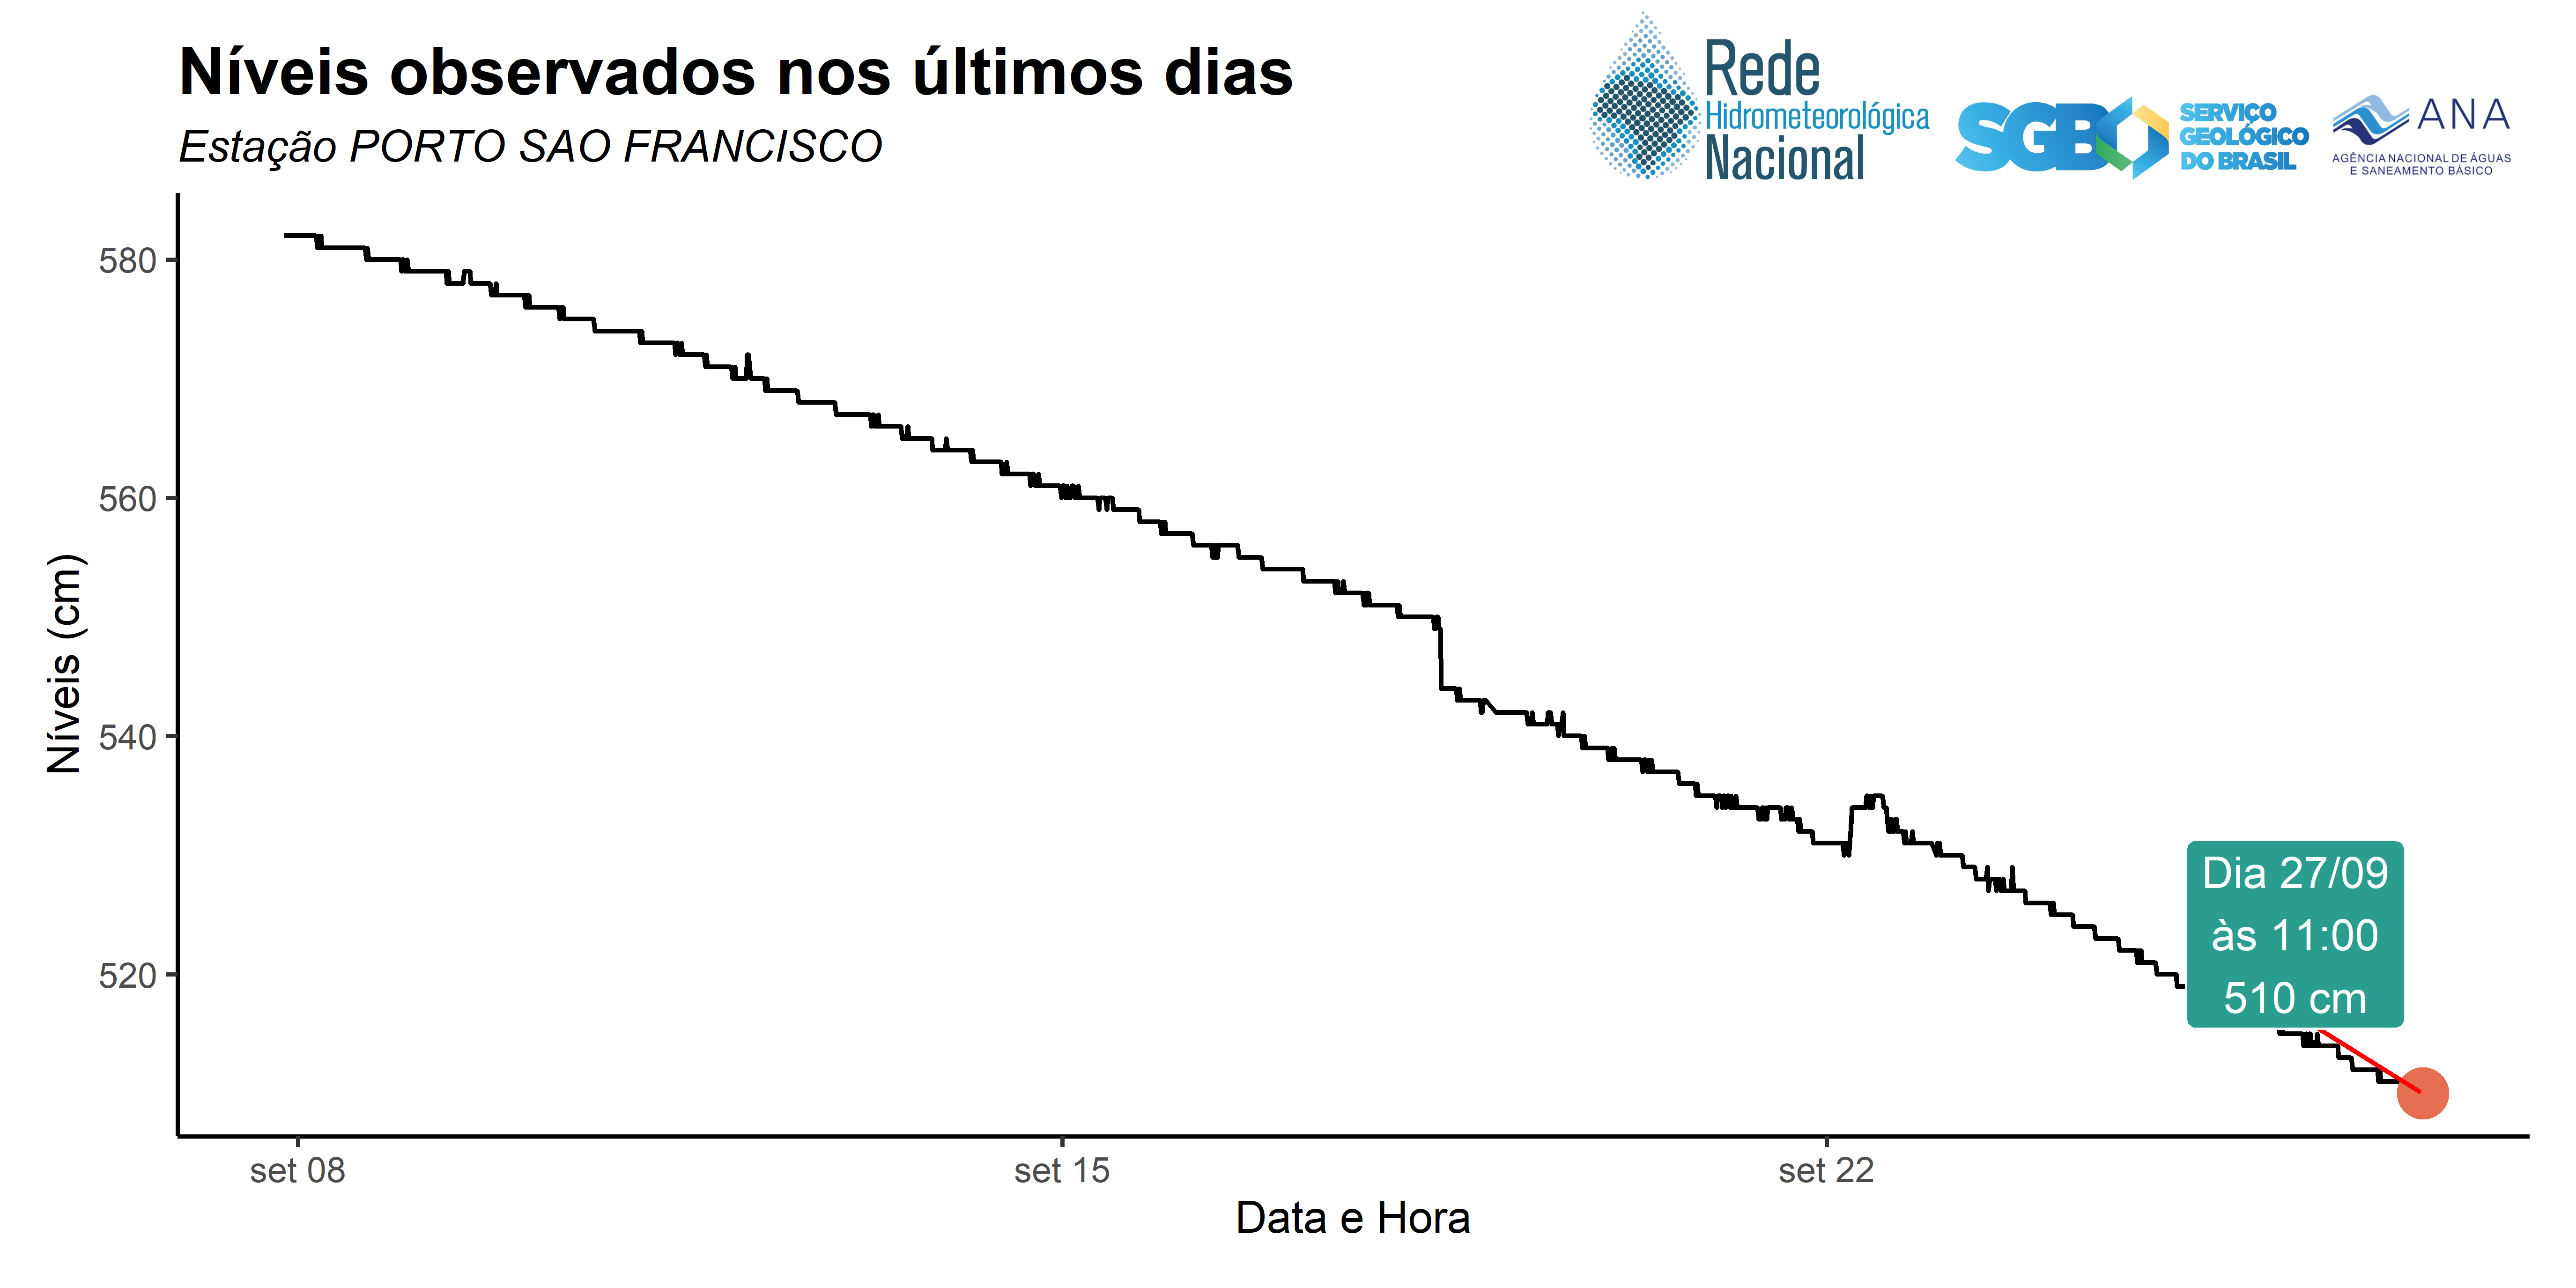 Níveis observados nos últimos dias
Estação PORTO SAO FRANCISCO
Rede
Hidrometeorológica
Nacional
SGB
SERVIÇO
GEOLÓGICO
DO BRASIL
ANA
AGÊNCIA NACIONAL DE ÁGUAS
E SANEAMENTO BÁSICO
Níveis (cm)
580
560
540
520
Dia 27/09
às 11:00
510 cm
set 08
set 15
set 22
Data e Hora